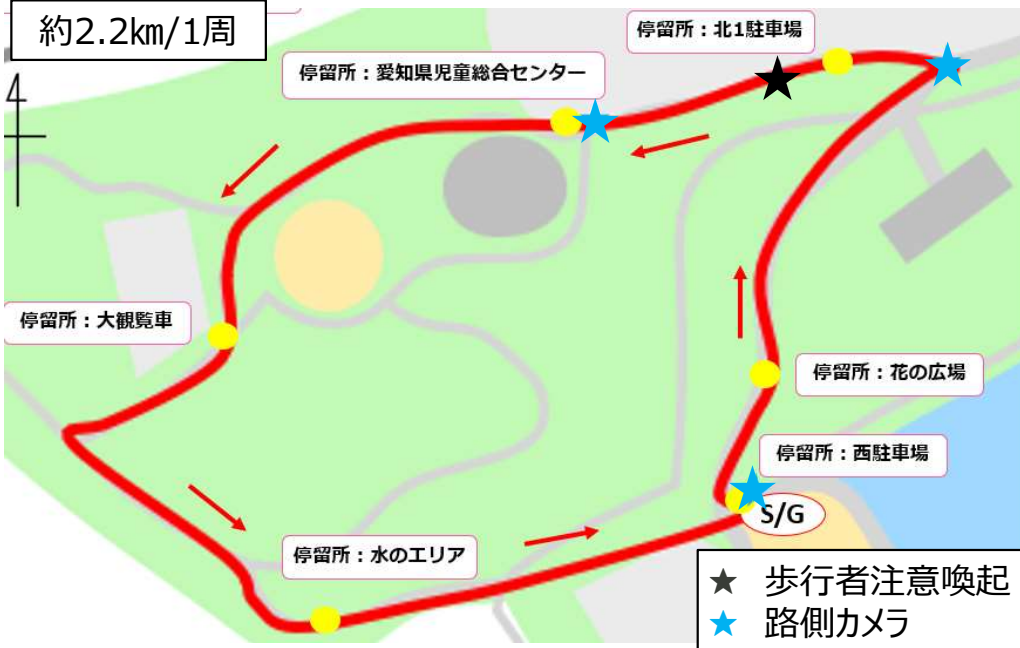 約2.2㎞/1周
停留所：北1駐車場
停留所：愛知県児童総合センター
4
停留所：大観覧車
停留所：花の広場
停留所：西駐車場
S/G
停留所：水のエリア
★ 歩行者注意喚起
★ 路側カメラ